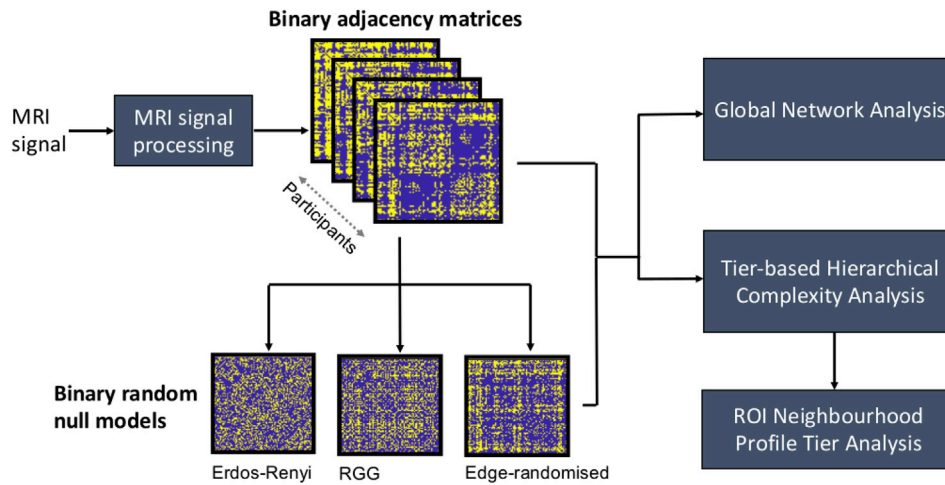 Binary adjacency matrices
MRI
signal
MRI signal
processing
Participants
Global Network Analysis
Tier-based Hierarchical
Complexity Analysis
Binary random
null models
ROI Neighbourhood
Profile Tier Analysis
Erdos-Renyi
RGG
Edge-randomised